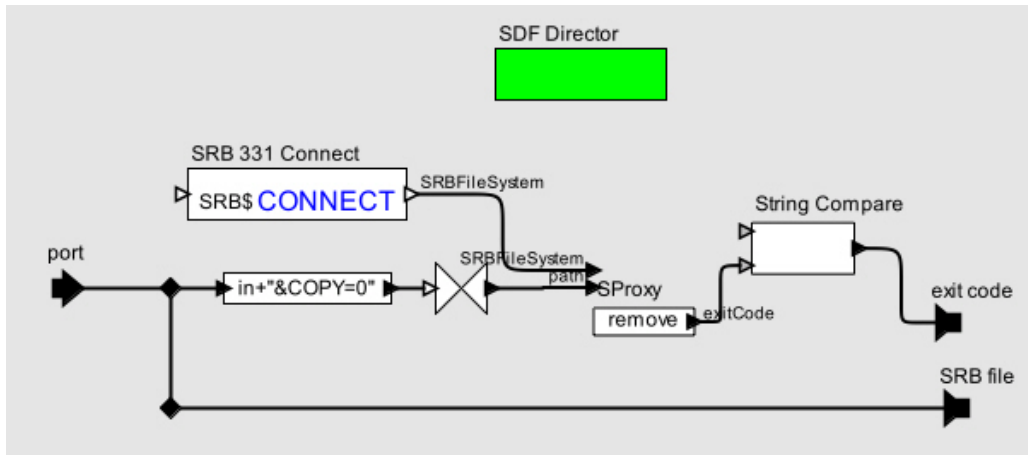 SDF Director
SRB 331 Connect
SRB$ CONNECT
SRBFileSystem
String Compare
port
in+"&COPY=0"
SRBFileSystem
path
SProxy
remove
exitCode
exit code
SRB file